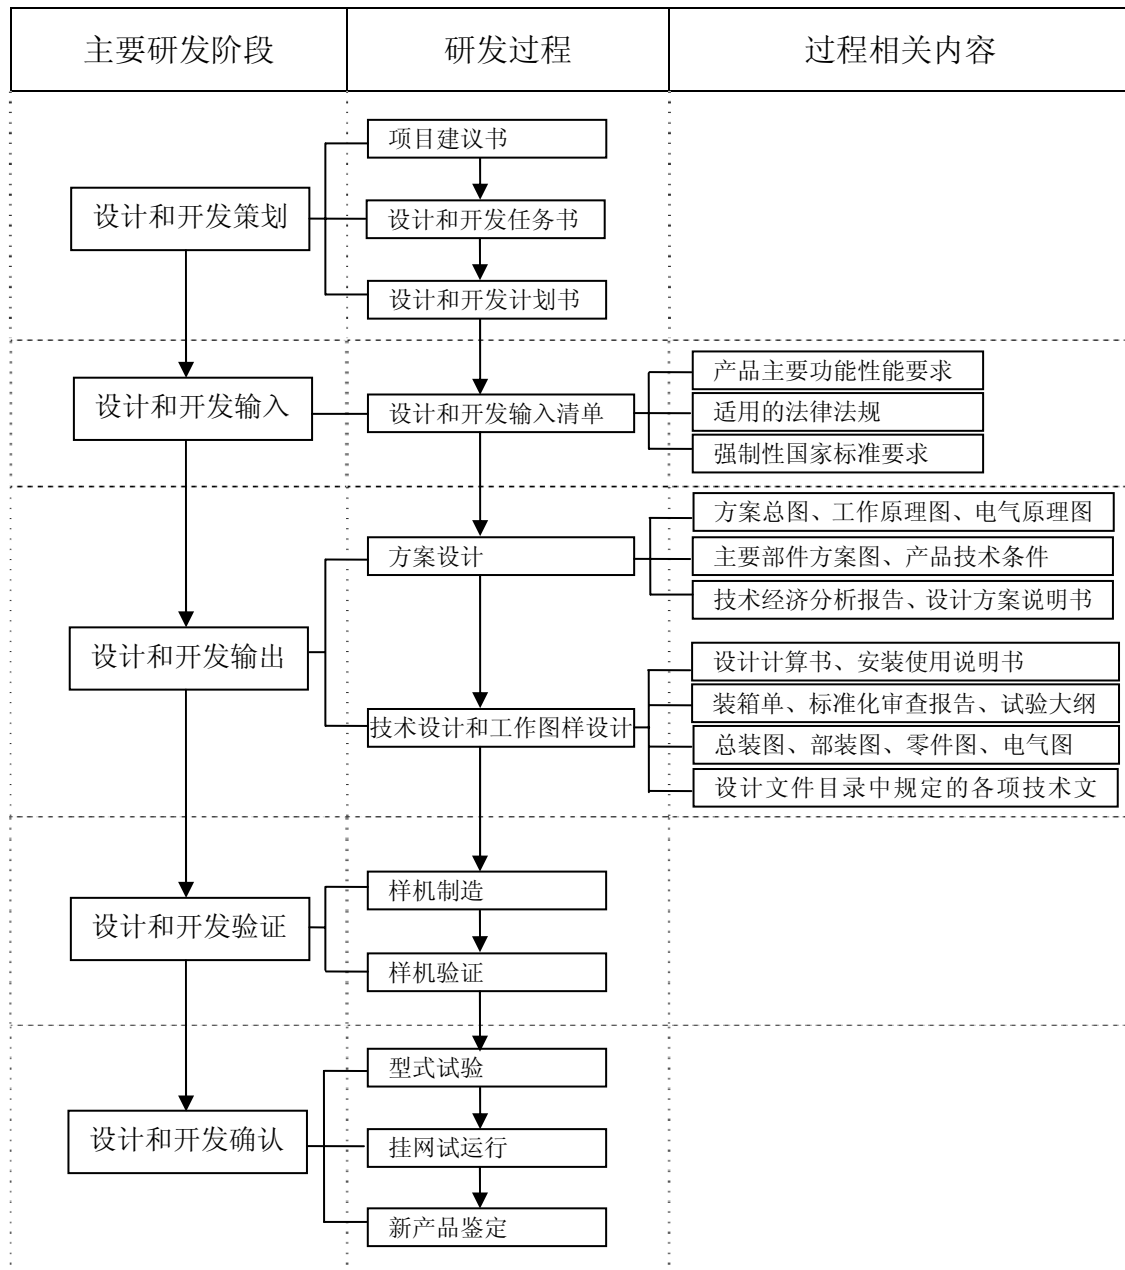 主要研发阶段
研发过程
过程相关内容
项目建议书
设计和开发策划
设计和开发任务书
设计和开发计划书
产品主要功能性能要求
设计和开发输入
设计和开发输入清单
适用的法律法规
强制性国家标准要求
方案总图、工作原理图、电气原理图
方案设计
主要部件方案图、产品技术条件
技术经济分析报告、设计方案说明书
设计和开发输出
设计计算书、安装使用说明书
装箱单、标准化审查报告、试验大纲
技术设计和工作图样设计
总装图、部装图、零件图、电气图
设计文件目录中规定的各项技术文
样机制造
设计和开发验证
样机验证
型式试验
设计和开发确认
挂网试运行
新产品鉴定